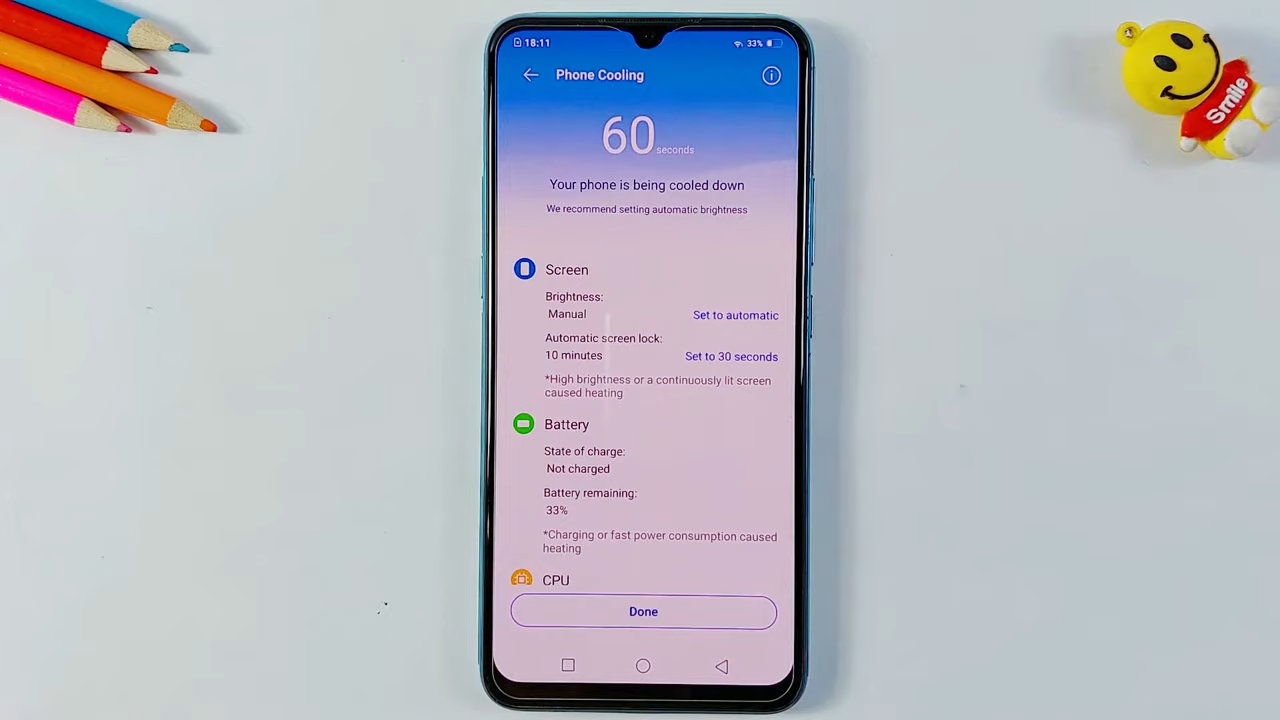 18:11
33%
Phone Cooling
60 seconds
Your phone is being cooled down
We recommend setting automatic brightness
Screen
Brightness:
Manual Set to automatic
Automatic screen lock:
10 minutes Set to 30 seconds
*High brightness or a continuously lit screen
caused heating
Battery
State of charge:
Not charged
Battery remaining:
33%
*Charging or fast power consumption caused
heating
CPU
Done
Smile